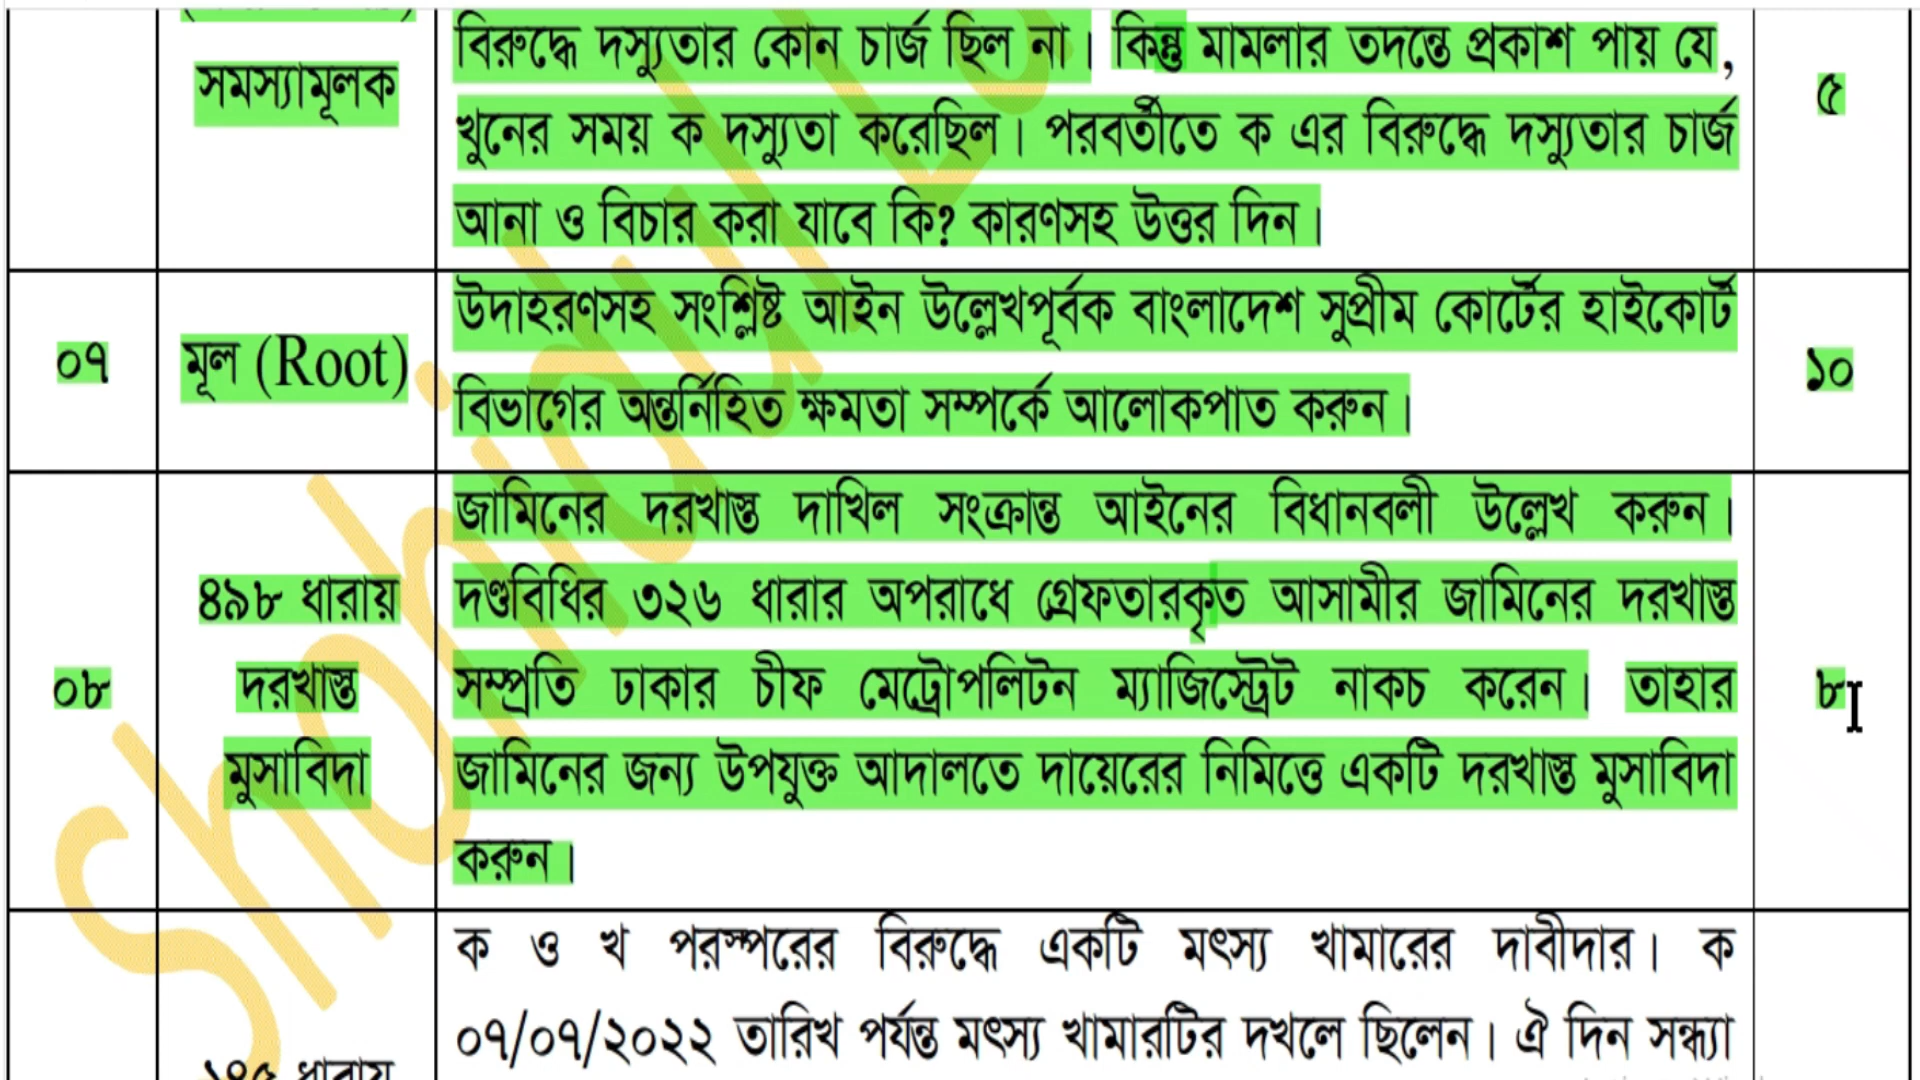 সমস্যামূলক
বিরুদ্ধে দস্যুতার কোন চার্জ ছিল না। কিন্তু মামলার তদন্তে প্রকাশ পায় যে,
খুনের সময় ক দস্যুতা করেছিল। পরবর্তীতে ক এর বিরুদ্ধে দস্যুতার চার্জ
আনা ও বিচার করা যাবে কি? কারণসহ উত্তর দিন।
৫
০৭
মূল (Root)
উদাহরণসহ সংশ্লিষ্ট আইন উল্লেখপূর্বক বাংলাদেশ সুপ্রীম কোর্টের হাইকোর্ট
বিভাগের অন্তর্নিহিত ক্ষমতা সম্পর্কে আলোকপাত করুন।
১০
০৮
৪৯৮ ধারায়
দরখাস্ত
মুসাবিদা
জামিনের দরখাস্ত দাখিল সংক্রান্ত আইনের বিধানবলী উল্লেখ করুন।
দণ্ডবিধির ৩২৬ ধারার অপরাধে গ্রেফতারকৃত আসামীর জামিনের দরখাস্ত
সম্প্রতি ঢাকার চীফ মেট্রোপলিটন ম্যাজিস্ট্রেট নাকচ করেন। তাহার
জামিনের জন্য উপযুক্ত আদালতে দায়েরের নিমিত্তে একটি দরখাস্ত মুসাবিদা
করুন।
৮
১৪৫ ধারায়
ক ও খ পরস্পরের বিরুদ্ধে একটি মৎস্য খামারের দাবীদার। ক
০৭/০৭/২০২২ তারিখ পর্যন্ত মৎস্য খামারটির দখলে ছিলেন। ঐ দিন সন্ধ্যা
Shohidul